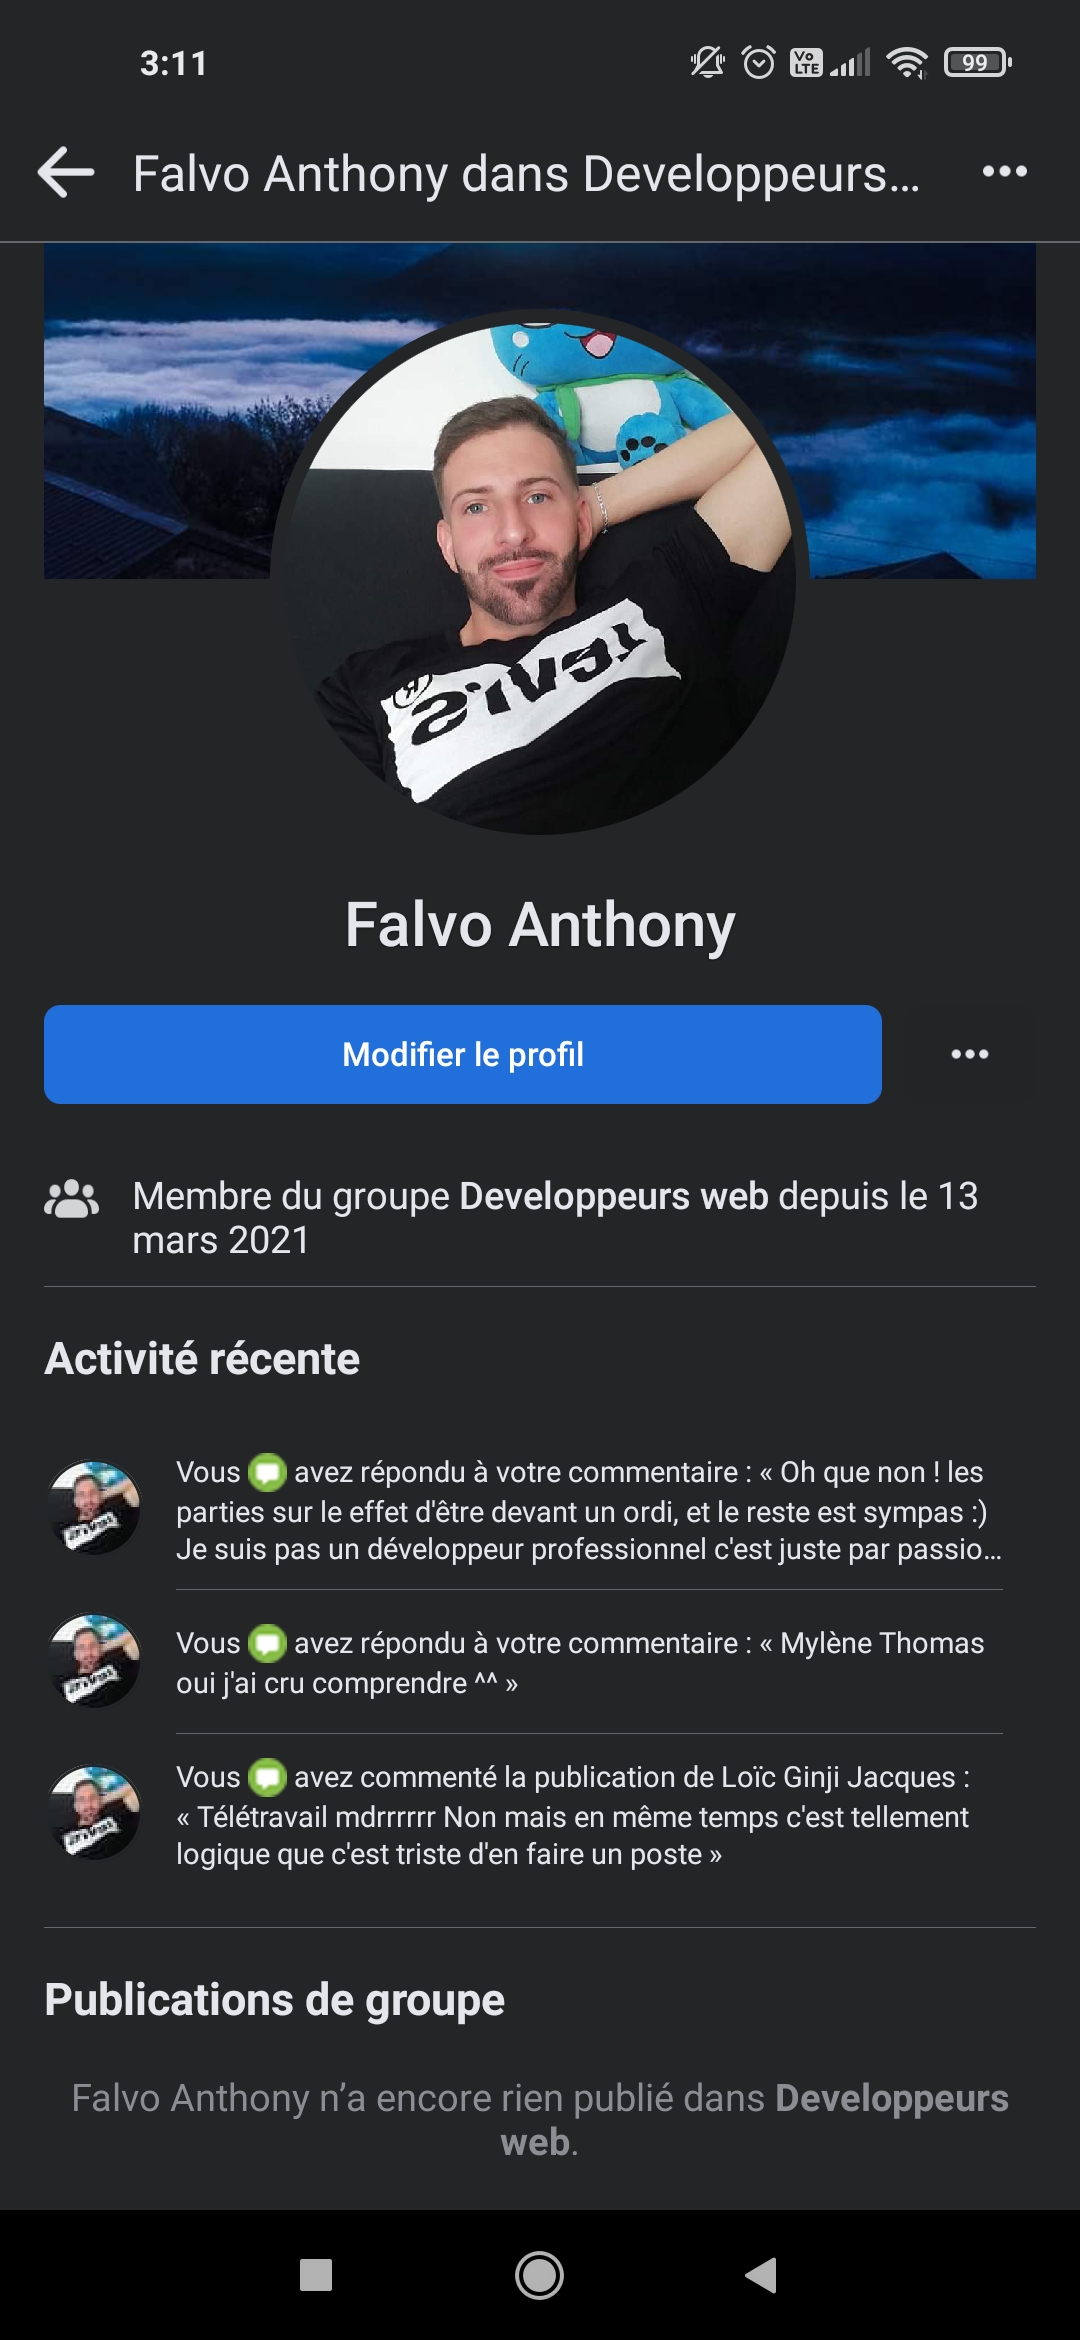 3:11
Vo
LTE
99
Falvo Anthony dans Developpeurs...
Levi's
®
Falvo Anthony
Modifier le profil
Membre du groupe Developpeurs web depuis le 13
mars 2021
Activité récente
Vous avez répondu à votre commentaire : « Oh que non ! les
parties sur le effet d'être devant un ordi, et le reste est sympas :)
Je suis pas un développeur professionnel c'est juste par passio...
Vous avez répondu à votre commentaire : « Mylène Thomas
oui j'ai cru comprendre ^^ »
Vous avez commenté la publication de Loïc Ginji Jacques :
« Télétravail mdrrrrrr Non mais en même temps c'est tellement
logique que c'est triste d'en faire un poste »
Publications de groupe
Falvo Anthony n’a encore rien publié dans Developpeurs
web.